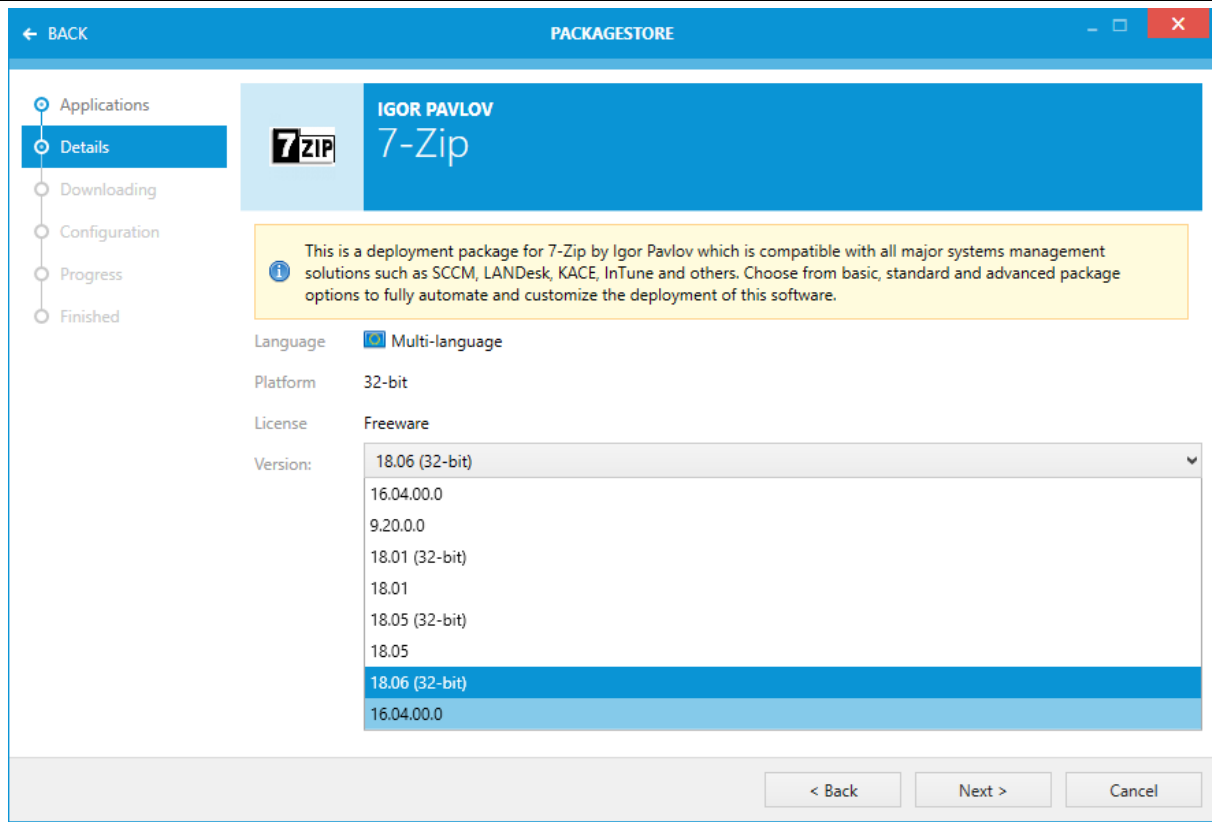 BACK
PACKAGESTORE
Applications
Details
Downloading
Configuration
Progress
Finished
7ZIP
IGOR PAVLOV
7-Zip
This is a deployment package for 7-Zip by Igor Pavlov which is compatible with all major systems management
solutions such as SCCM, LANDesk, KACE, InTune and others. Choose from basic, standard and advanced package
options to fully automate and customize the deployment of this software.
Language Multi-language
Platform 32-bit
License Freeware
Version: 18.06 (32-bit)
16.04.00.0
9.20.0.0
18.01 (32-bit)
18.01
18.05 (32-bit)
18.05
18.06 (32-bit)
16.04.00.0
< Back Next > Cancel